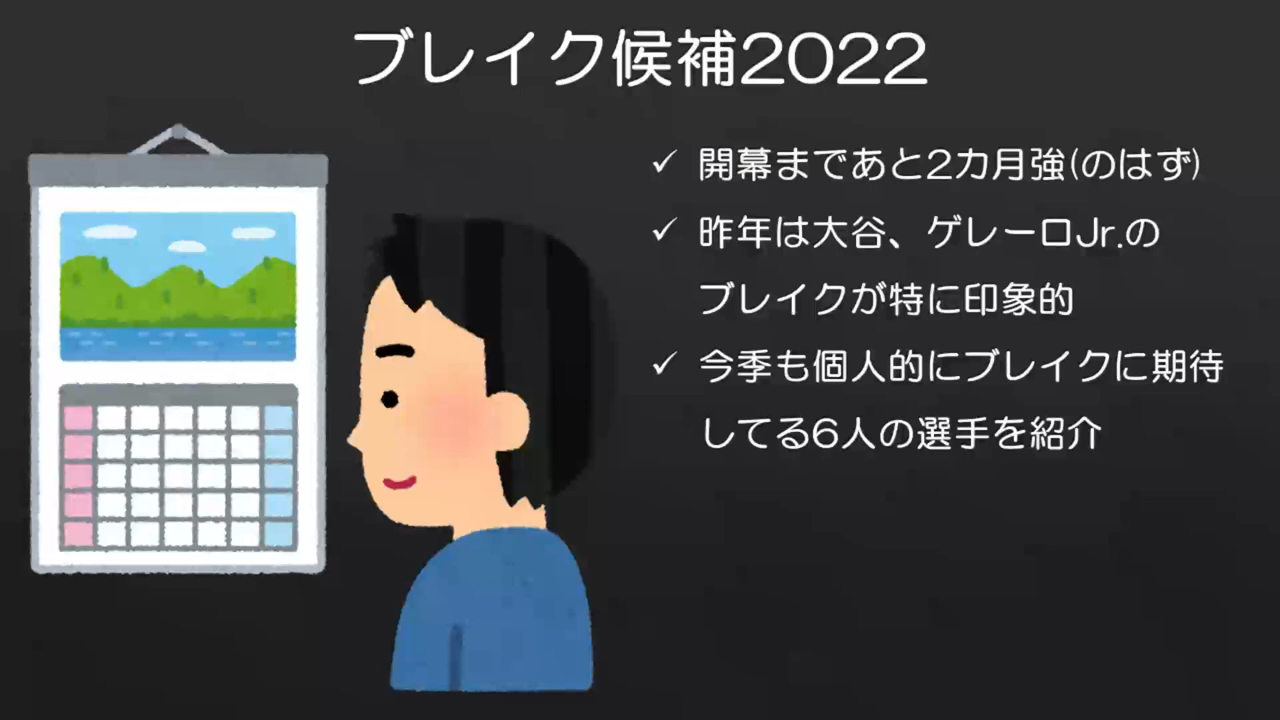 ブレイク候補2022
✓ 開幕まであと2カ月強(のはず)
✓ 昨年は大谷、ゲレーロJr.の
ブレイクが特に印象的
✓ 今季も個人的にブレイクに期待
してる6人の選手を紹介